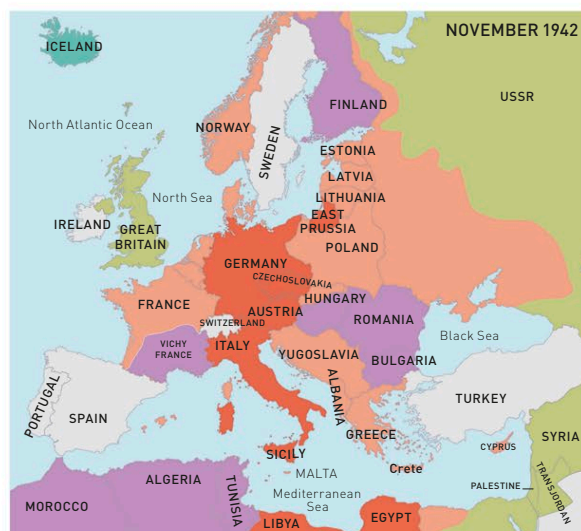 NOVEMBER 1942
ICELAND
USSR
FINLAND
North Atlantic Ocean
NORWAY
SWEDEN
ESTONIA
LATVIA
North Sea
LITHUANIA
IRELAND
GREAT
BRITAIN
EAST
PRUSSIA
POLAND
GERMANY
CZECHOSLOVAKIA
FRANCE
HUNGARY
AUSTRIA
SWITZERLAND
ROMANIA
VICHY
FRANCE
ITALY
Black Sea
YUGOSLAVIA
BULGARIA
PORTUGAL
SPAIN
ALBANIA
TURKEY
GREECE
SICILY
CYPRUS
SYRIA
Crete
MALTA
ALGERIA
TUNISIA
Mediterranean
Sea
PALESTINE
TRANSJORDAN
MOROCCO
LIBYA
EGYPT